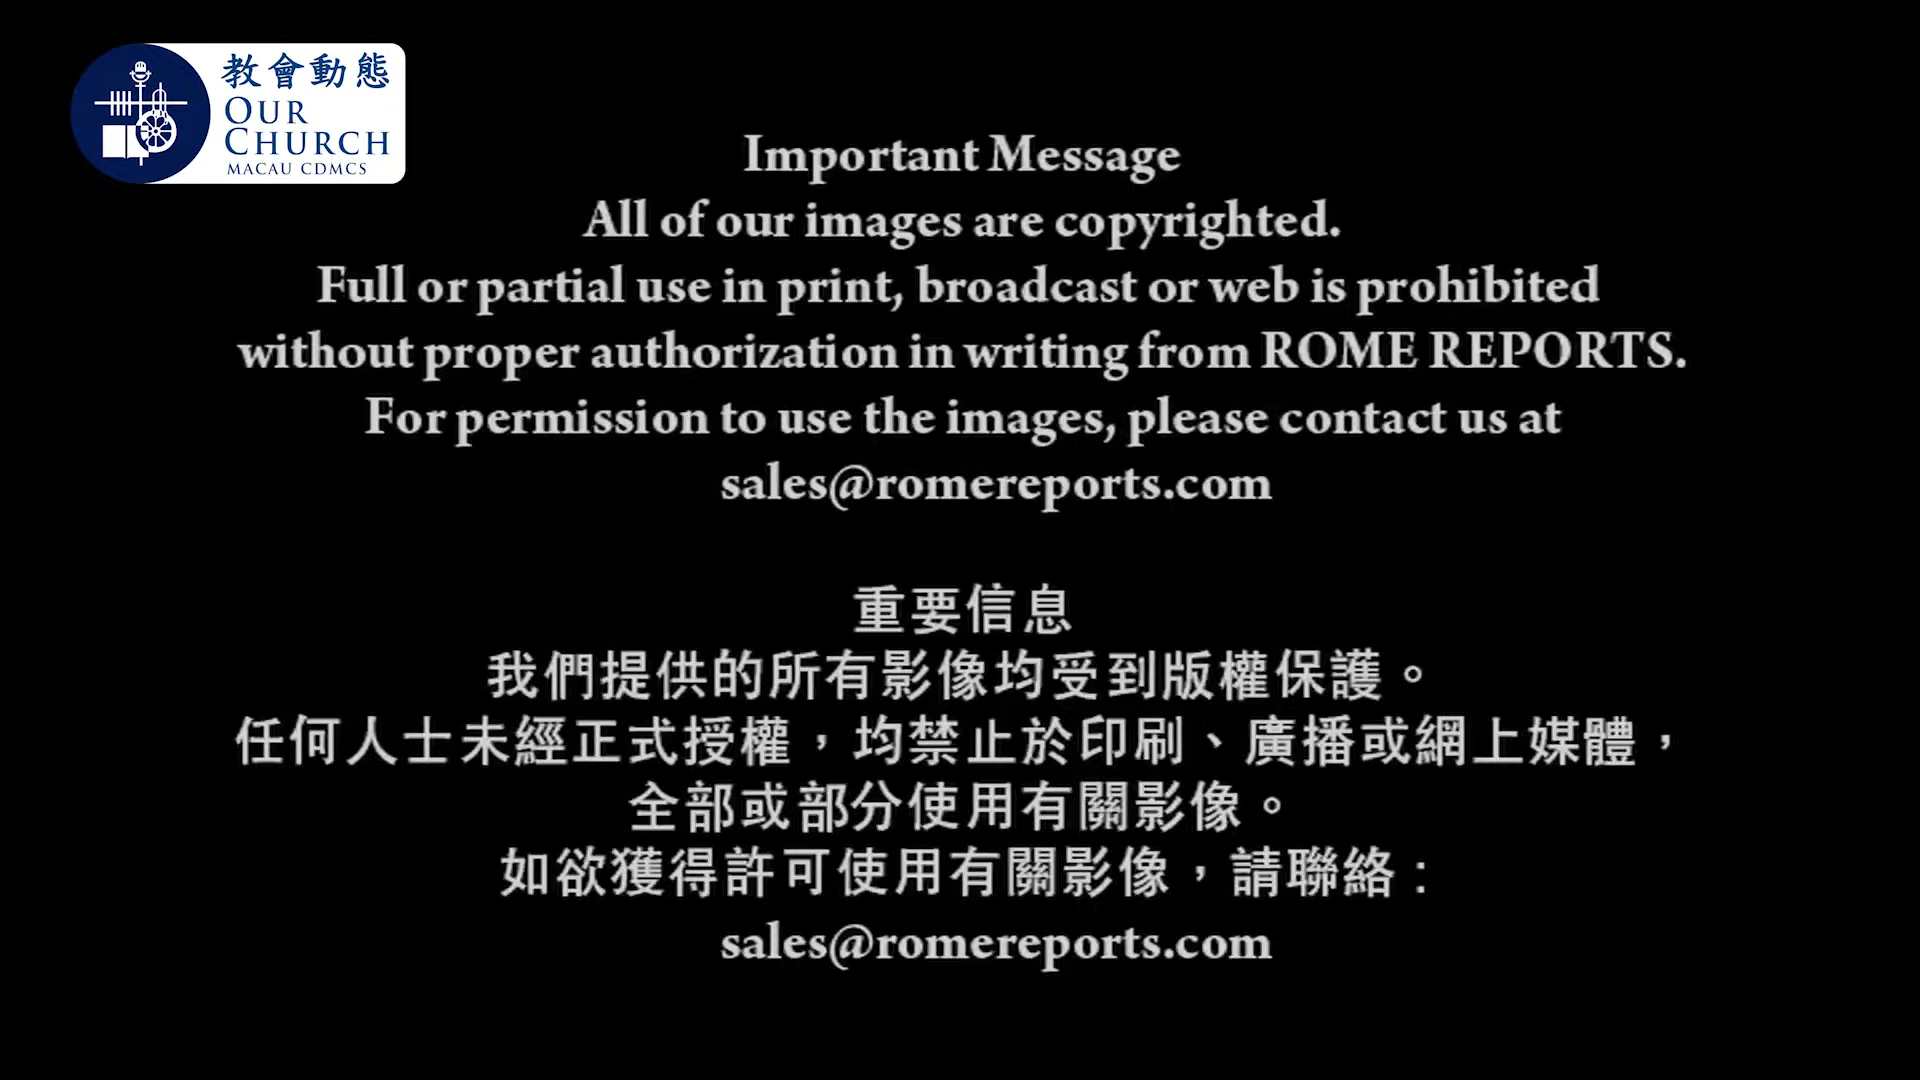 教會動態
OUR
CHURCH
MACAU CDMCS
Important Message
All of our images are copyrighted.
Full or partial use in print, broadcast or web is prohibited
without proper authorization in writing from ROME REPORTS.
For permission to use the images, please contact us at
sales@romereports.com
重要信息
我們提供的所有影像均受到版權保護。
任何人士未經正式授權，均禁止於印刷、廣播或網上媒體，
全部或部分使用有關影像。
如欲獲得許可使用有關影像，請聯絡：
sales@romereports.com